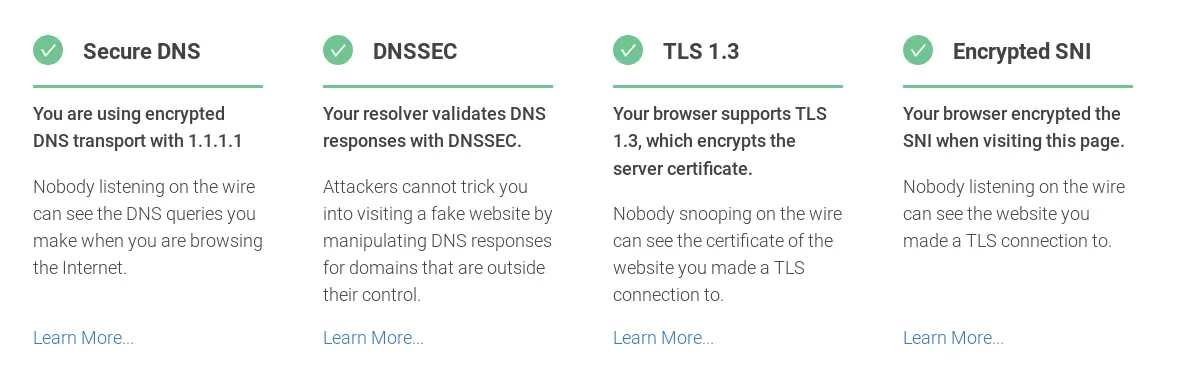 Secure DNS
You are using encrypted
DNS transport with 1.1.1.1
Nobody listening on the wire
can see the DNS queries you
make when you are browsing
the Internet.
Learn More...
DNSSEC
Your resolver validates DNS
responses with DNSSEC.
Attackers cannot trick you
into visiting a fake website by
manipulating DNS responses
for domains that are outside
their control.
Learn More...
TLS 1.3
Your browser supports TLS
1.3, which encrypts the
server certificate.
Nobody snooping on the wire
can see the certificate of the
website you made a TLS
connection to.
Learn More...
Encrypted SNI
Your browser encrypted the
SNI when visiting this page.
Nobody listening on the wire
can see the website you
made a TLS connection to.
Learn More...